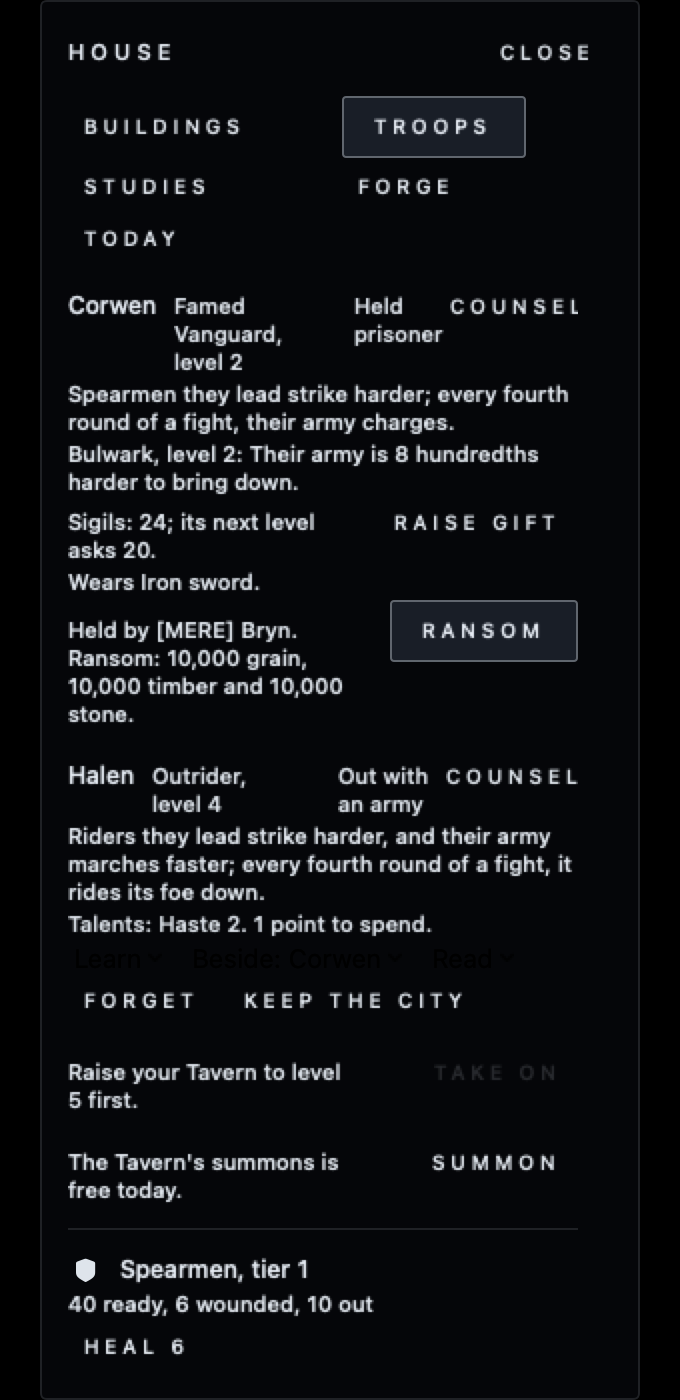 HOUSE CLOSE
BUILDINGS TROOPS
STUDIES FORGE
TODAY
Corwen Famed Vanguard, level 2 Held prisoner COUNSEL
Spearmen they lead strike harder; every fourth
round of a fight, their army charges.
Bulwark, level 2: Their army is 8 hundredths
harder to bring down.
Sigils: 24; its next level
asks 20.
RAISE GIFT
Wears Iron sword.
Held by [MERE] Bryn.
Ransom: 10,000 grain,
10,000 timber and 10,000
stone.
RANSOM
Halen Outrider, level 4 Out with an army COUNSEL
Riders they lead strike harder, and their army
marches faster; every fourth round of a fight, it
rides its foe down.
Talents: Haste 2. 1 point to spend.
Learn Beside: Corwen Read
FORGET KEEP THE CITY
Raise your Tavern to level
5 first.
TAKE ON
The Tavern's summons is
free today.
SUMMON
Spearmen, tier 1
40 ready, 6 wounded, 10 out
HEAL 6